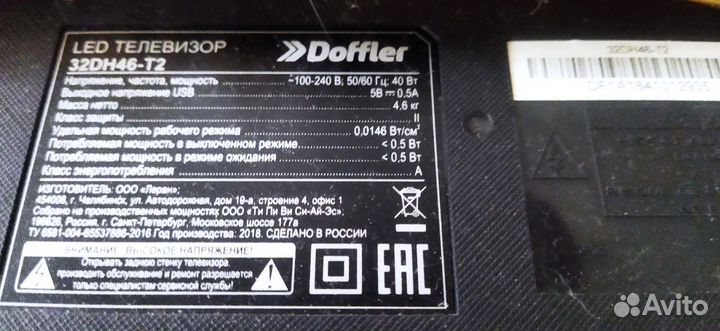 LED ТЕЛЕВИЗОР
32DH46-T2
Doffler
Напряжение, частота, мощность ~100-240 В, 50/60 Гц; 40 Вт
Выходное напряжение USB 5В 0.5А
Масса нетто 4,6 кг
Класс защиты II
Удельная мощность рабочего режима 0,0146 Вт/см²
Потребляемая мощность в выключенном режиме < 0.5 Вт
Потребляемая мощность в режиме ожидания < 0.5 Вт
Класс энергопотребления А
ИЗГОТОВИТЕЛЬ: ООО «Леран»,
454008, г. Челябинск, ул. Автодорожная, дом 19-а, строение 4, офис 1
Собрано на производственных мощностях ООО «Ти Пи Ви Си-Ай-Эс».
Россия, г. Санкт-Петербург, Московское шоссе 177а
2016 Год производства: 2018. СДЕЛАНО В РОССИИ
ВНИМАНИЕ: ВЫСОКОЕ НАПРЯЖЕНИЕ!
Открывать заднюю стенку телевизора,
производить обслуживание и ремонт разрешается
только специалистам сервисной службы!
EAC
32DH46-T2
Avito